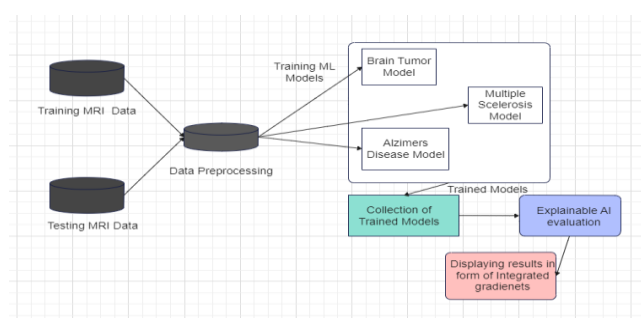 Training MRI Data
Testing MRI Data
Data Preprocessing
Training ML
Models
Brain Tumor
Model
Multiple
Scelerosis
Model
Alzimers
Disease Model
Trained Models
Collection of
Trained Models
Explainable AI
evaluation
Displaying results in
form of Integrated
gradienets